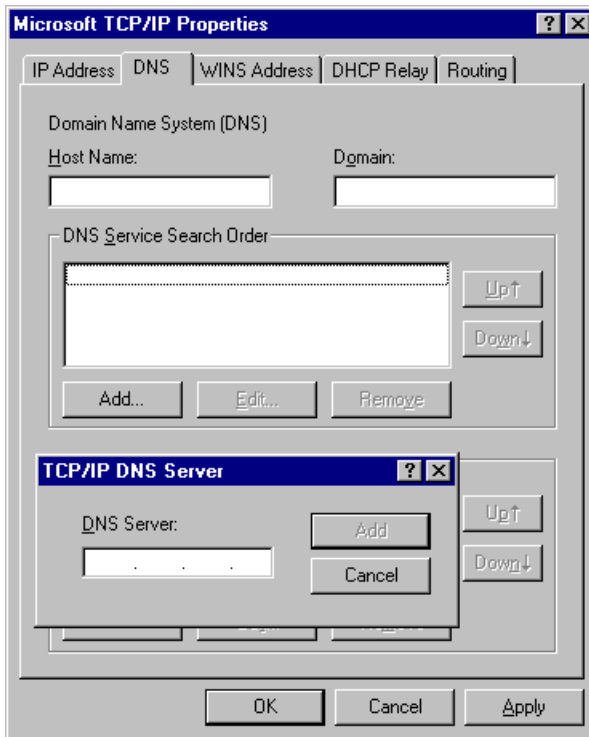 Microsoft TCP/IP Properties
IP Address DNS WINS Address DHCP Relay Routing
Domain Name System (DNS)
Host Name: Domain:
DNS Service Search Order
Up↑
Down↓
Add... Edit... Remove
TCP/IP DNS Server
DNS Server:
Add
. . .
Cancel
Up↑
Down↓
OK Cancel Apply